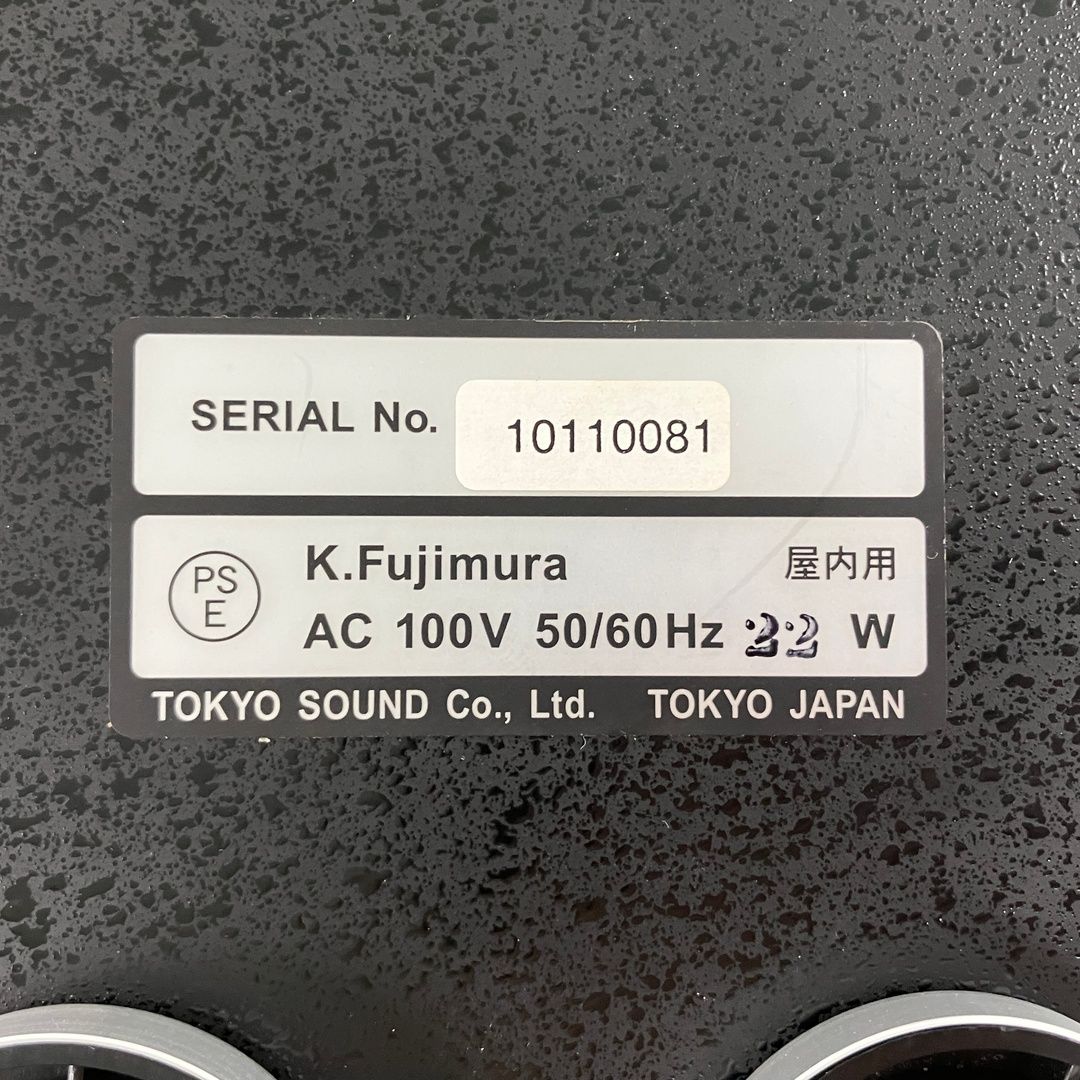 SERIAL No. 10110081
PS
E
K.Fujimura 屋内用
AC 100V 50/60Hz 22 W
TOKYO SOUND Co., Ltd. TOKYO JAPAN